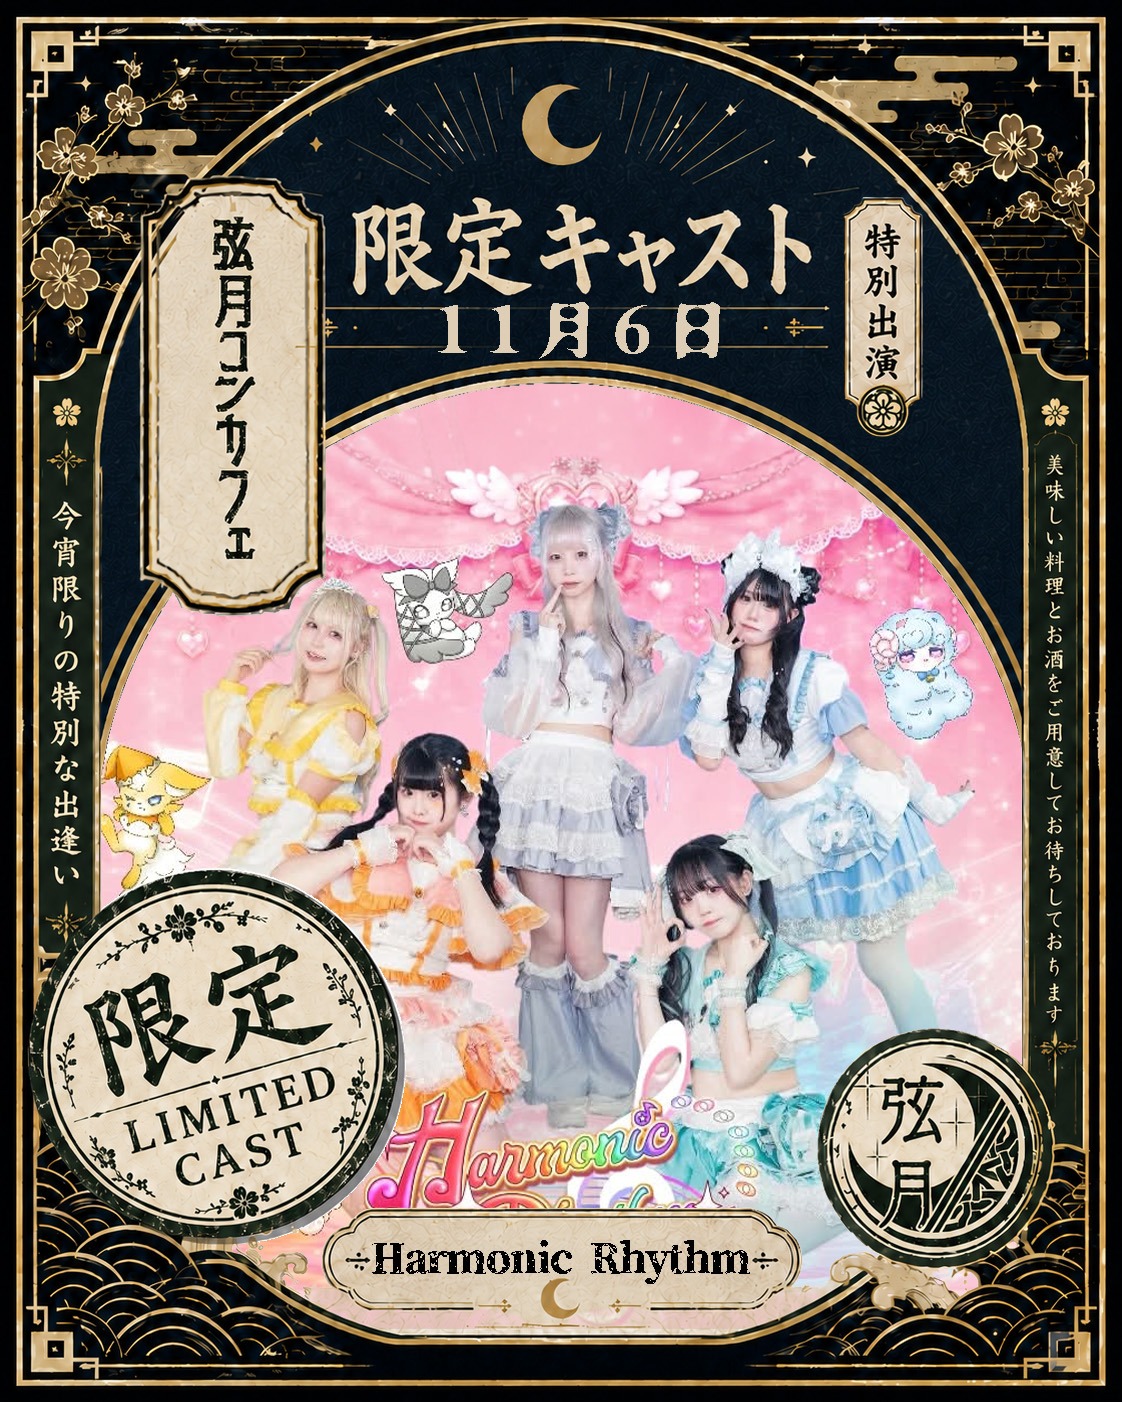 限定キャスト
11月6日
弦月コンカフェ
特別出演
今宵限りの特別な出逢い
美味しい料理とお酒をご用意してお待ちしております
限定
LIMITED
CAST
弦月
Harmonic
Harmonic Rhythm